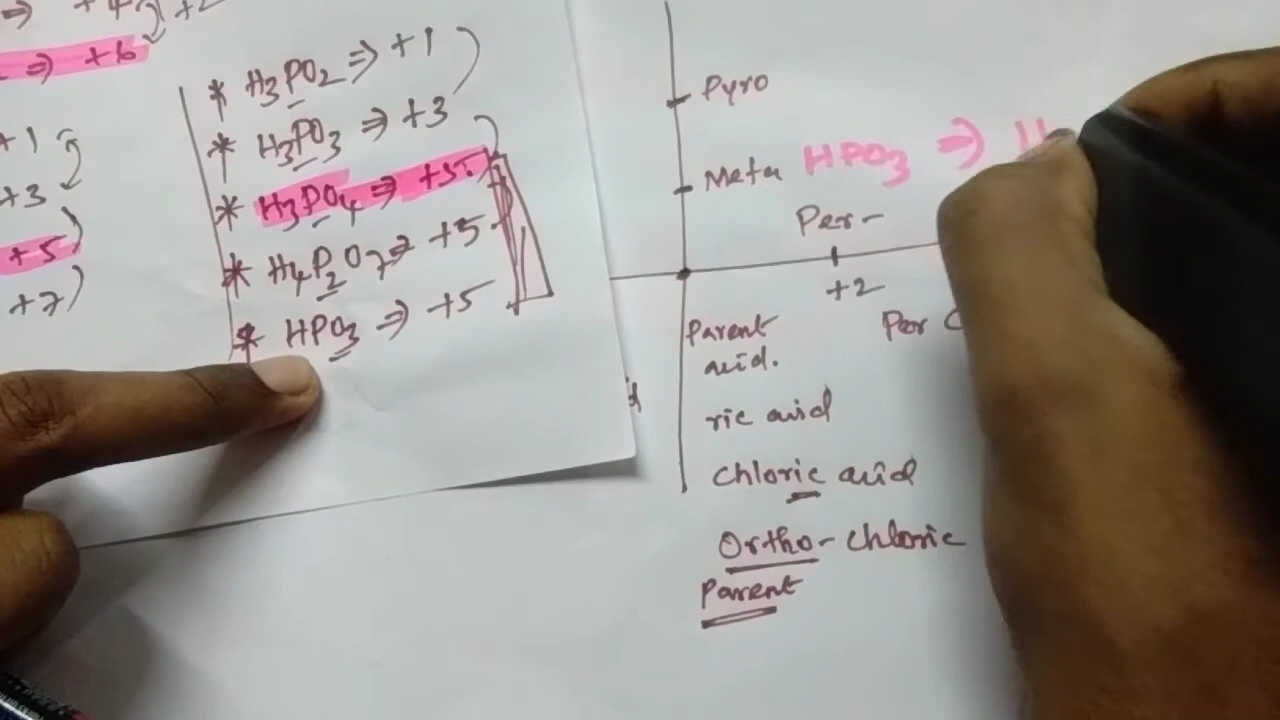 ⇒ +4
⇒ +6
+1
+3
+5
+7)
* H3PO2 ⇒ +1
* H3PO3 ⇒ +3
* H3PO4 ⇒ +5
* H4P2O7 ⇒ +5
* HPO3 ⇒ +5
Pyro
Meta HPO3 ⇒ H
Per-
+2
Per C
Parent
acid.
ric acid
Chloric acid
Ortho- chloric
Parent